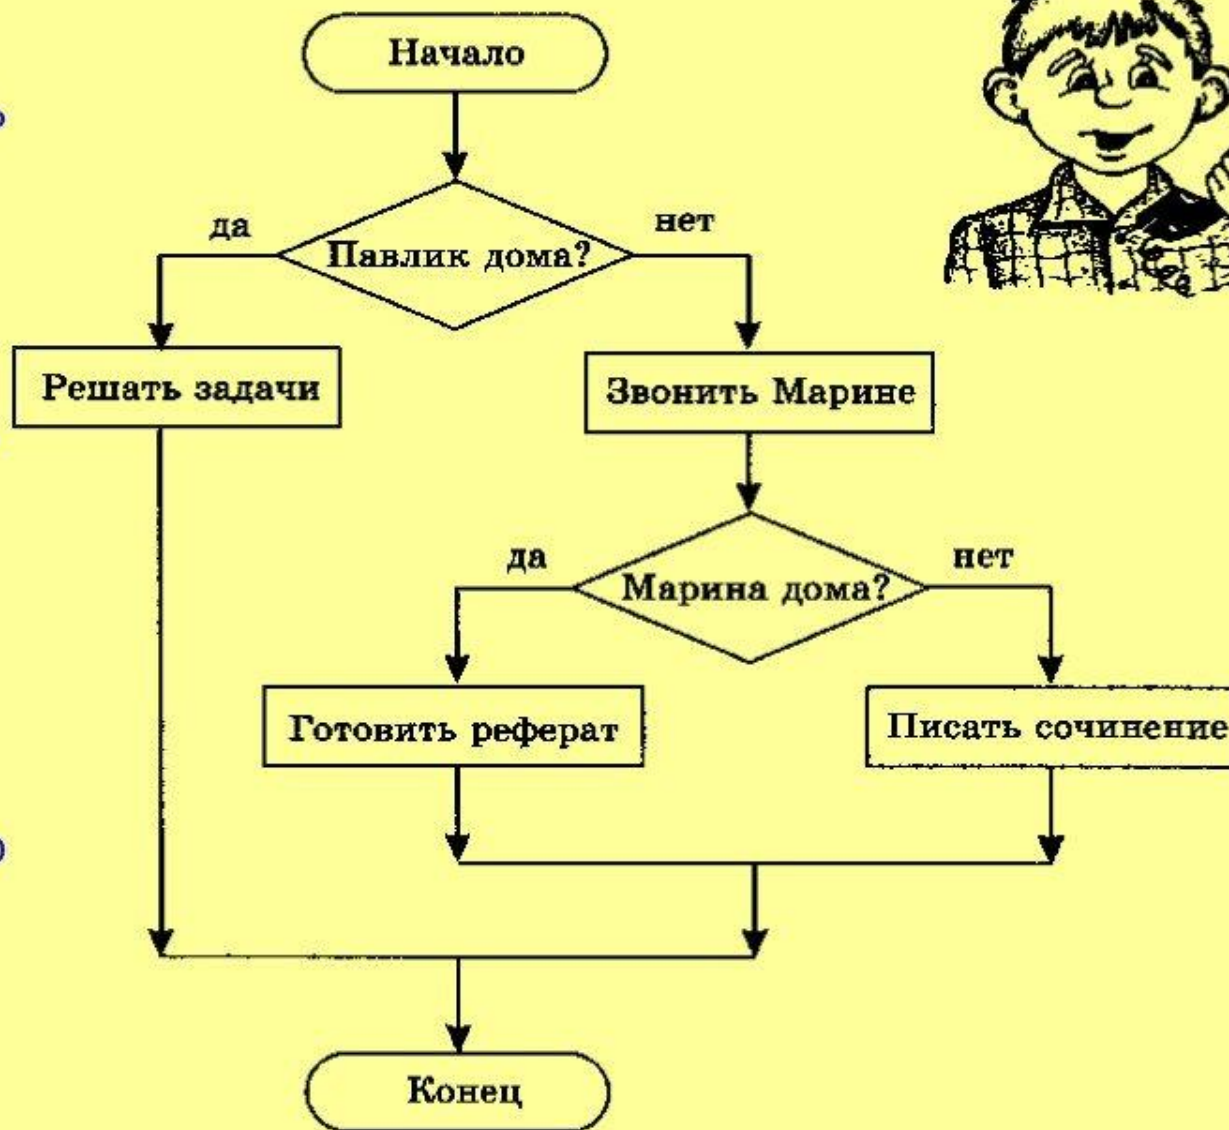 Начало
да
нет
Павлик дома?
Решать задачи
Звонить Марине
да
нет
Марина дома?
Готовить реферат
Писать сочинение
Конец